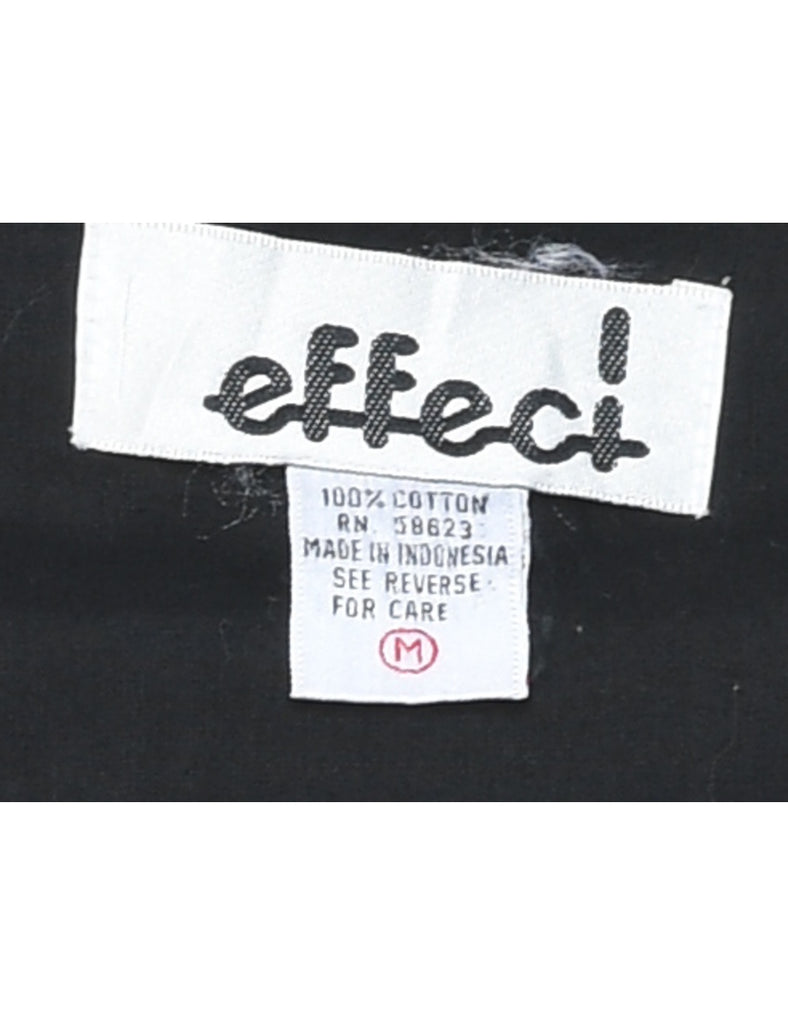 effect
100% COTTON
RN. 58623
MADE IN INDONESIA
SEE REVERSE
FOR CARE
M